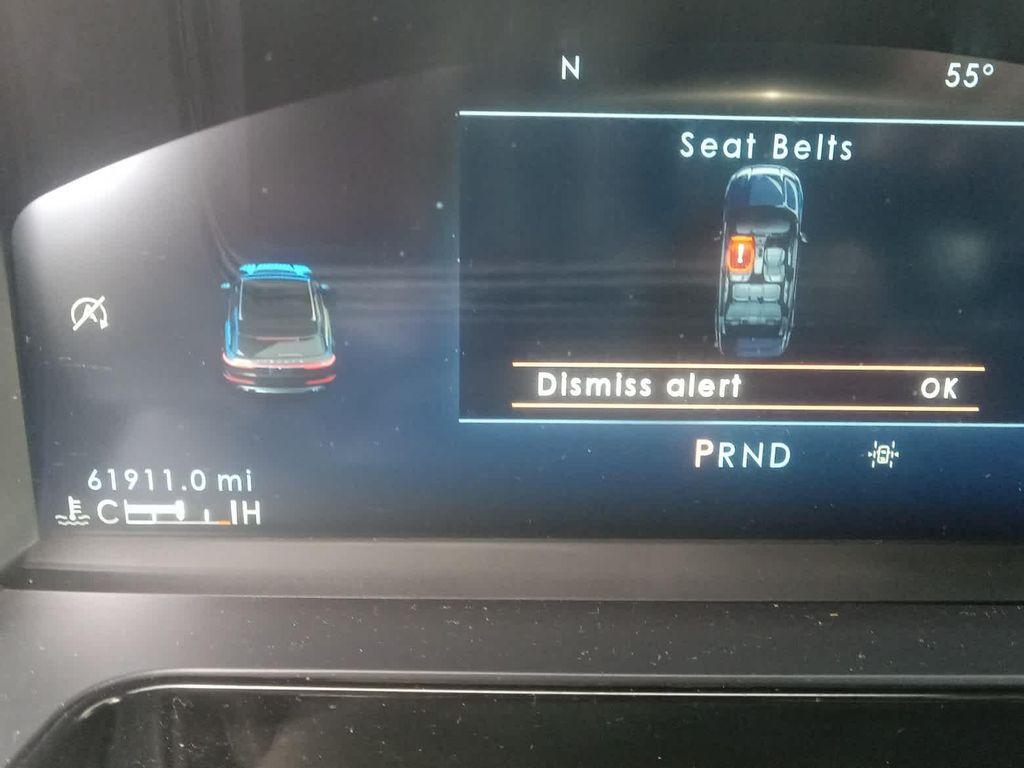 N
55°
Seat Belts
Dismiss alert OK
PRND
61911.0 mi
C H